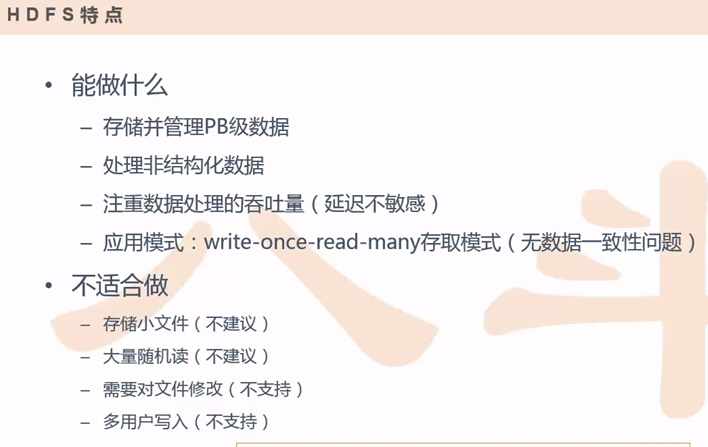 HDFS特点
• 能做什么
– 存储并管理PB级数据
– 处理非结构化数据
– 注重数据处理的吞吐量（延迟不敏感）
– 应用模式：write-once-read-many存取模式（无数据一致性问题）
• 不适合做
– 存储小文件（不建议）
– 大量随机读（不建议）
– 需要对文件修改（不支持）
– 多用户写入（不支持）
八斗